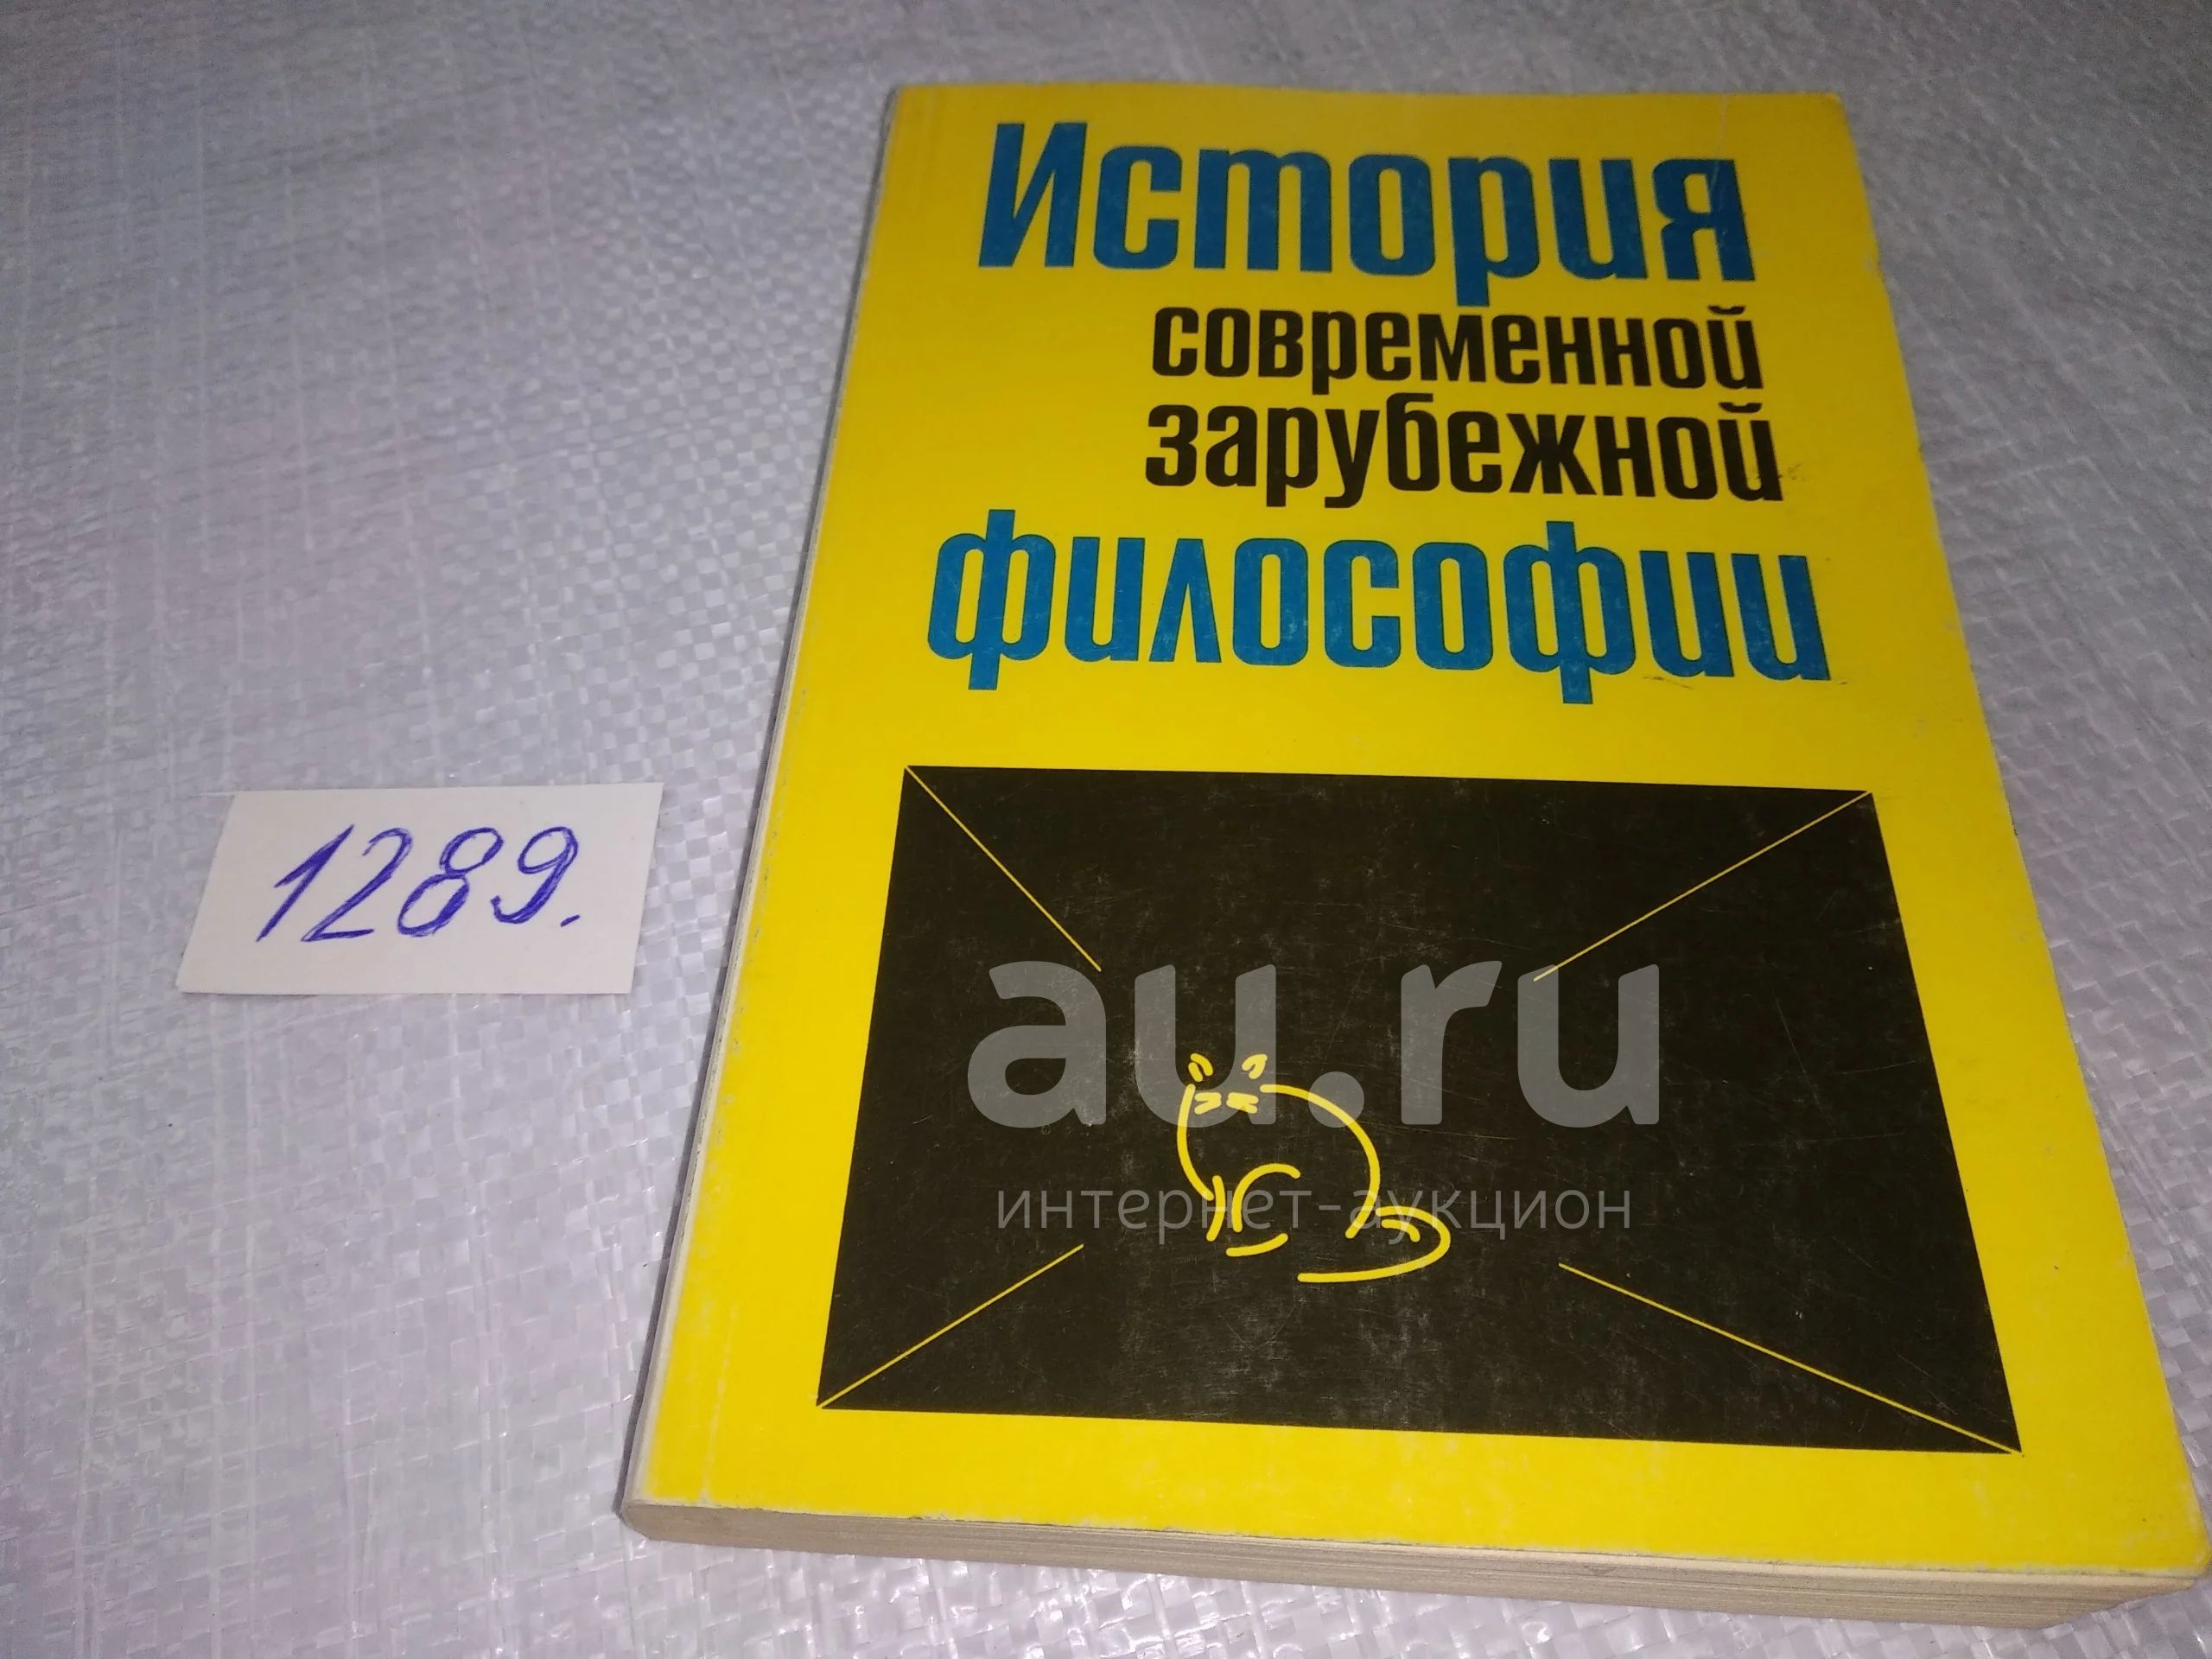 История
современной
зарубежной
философии
1289.
au.ru
интернет-аукцион